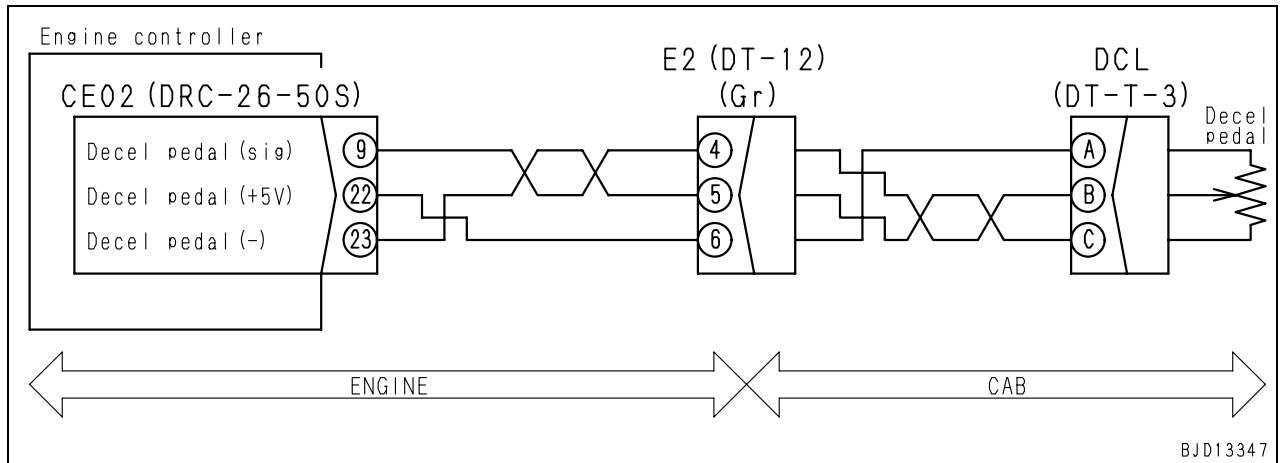 Engine controller
CE02 (DRC-26-50S)
E2 (DT-12)
(Gr)
DCL
(DT-T-3)
Decel
pedal
Decel pedal (sig)
9
4
A
Decel pedal (+5V)
22
5
B
Decel pedal (-)
23
6
C
ENGINE
CAB
BJD13347